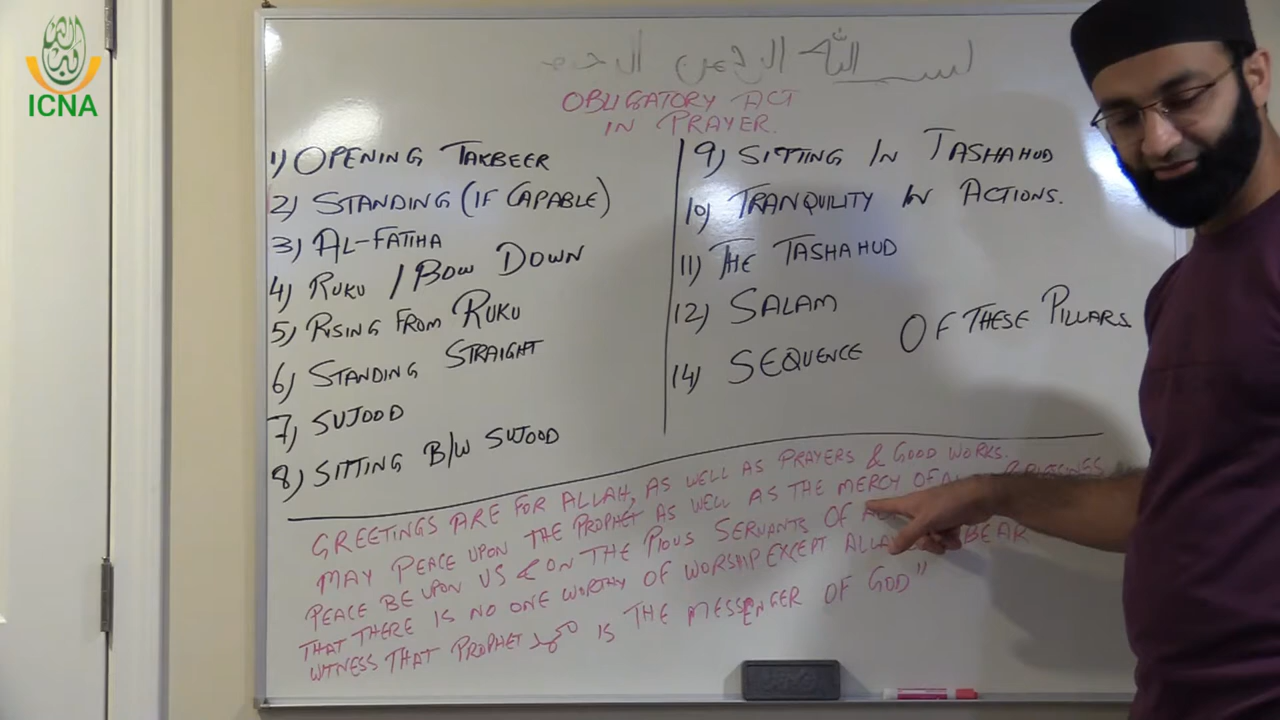 ICNA
بسم الله الرحمن الرحيم
OBLIGATORY ACT
IN PRAYER.
1) OPENING TAKBEER
2) STANDING (IF CAPABLE)
3) AL-FATIHA
4) RUKU / BOW DOWN
5) RISING FROM RUKU
6) STANDING STRAIGHT
7) SUJOOD
8) SITTING B/W SUJOOD
9) SITTING IN TASHAHUD
10) TRANQUILITY IN ACTIONS.
11) THE TASHAHUD
12) SALAM
14) SEQUENCE OF THESE PILLARS
GREETINGS ARE FOR ALLAH, AS WELL AS PRAYERS & GOOD WORKS.
MAY PEACE UPON THE PROPHET AS WELL AS THE MERCY OF
PEACE BE UPON US & ON THE PIOUS SERVANTS OF
THAT THERE IS NO ONE WORTHY OF WORSHIP EXCEPT BEAR
WITNESS THAT PROPHET محمد IS THE MESSENGER OF GOD"